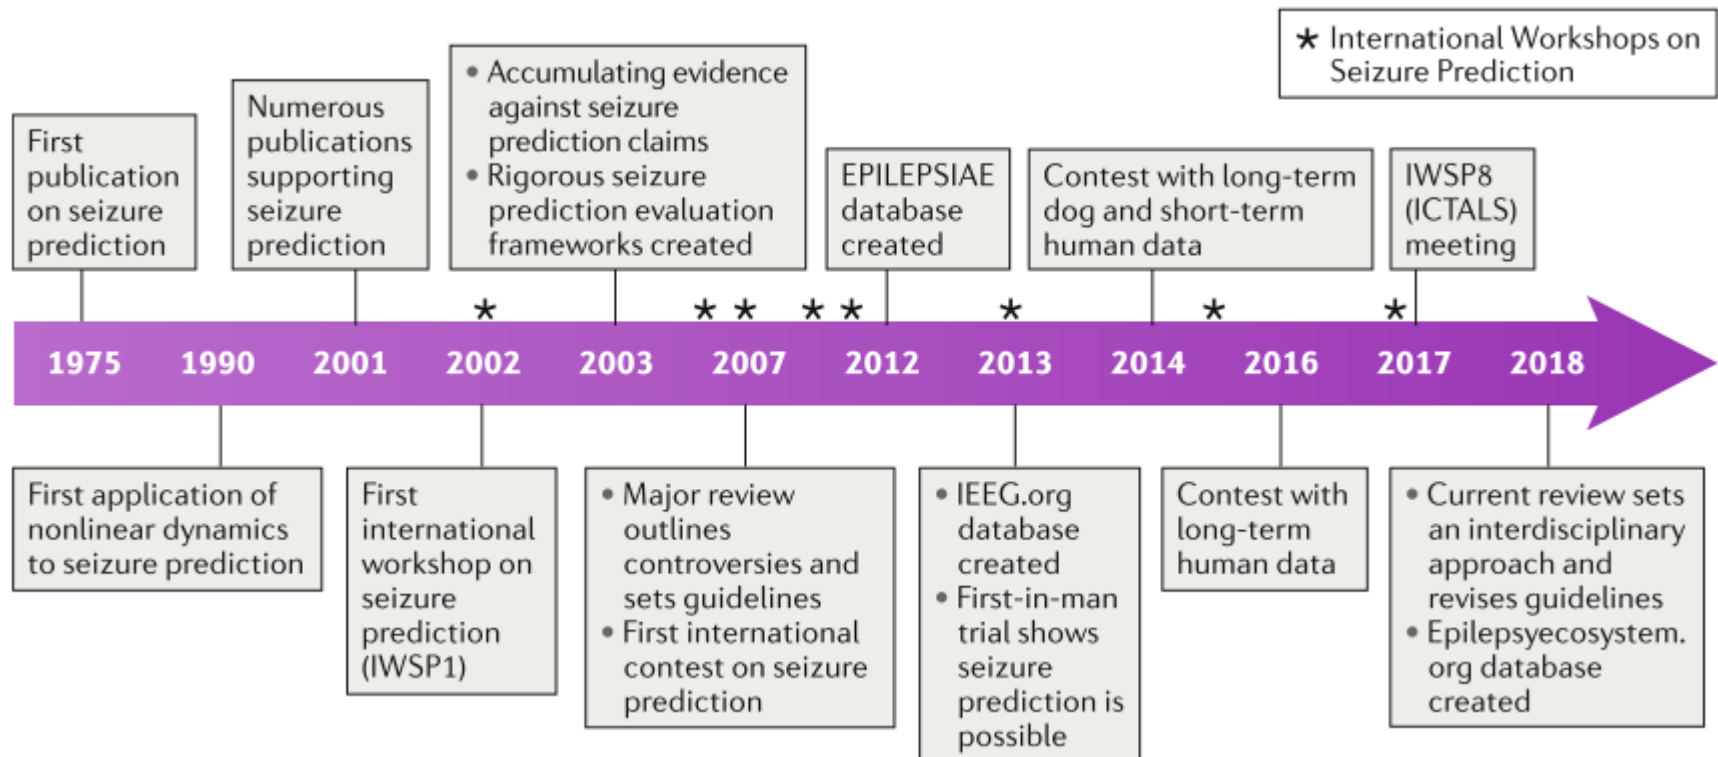 * International Workshops on
Seizure Prediction
First
publication
on seizure
prediction
Numerous
publications
supporting
seizure
prediction
• Accumulating evidence
against seizure
prediction claims
• Rigorous seizure
prediction evaluation
frameworks created
EPILEPSIAE
database
created
Contest with long-term
dog and short-term
human data
IWSP8
(ICTALS)
meeting
* * * * * * * *
1975 1990 2001 2002 2003 2007 2012 2013 2014 2016 2017 2018
First application of
nonlinear dynamics
to seizure prediction
First
international
workshop on
seizure
prediction
(IWSP1)
• Major review
outlines
controversies and
sets guidelines
• First international
contest on seizure
prediction
• IEEG.org
database
created
• First-in-man
trial shows
seizure
prediction is
possible
Contest with
long-term
human data
• Current review sets
an interdisciplinary
approach and
revises guidelines
• Epilepsyecosystem.
org database
created